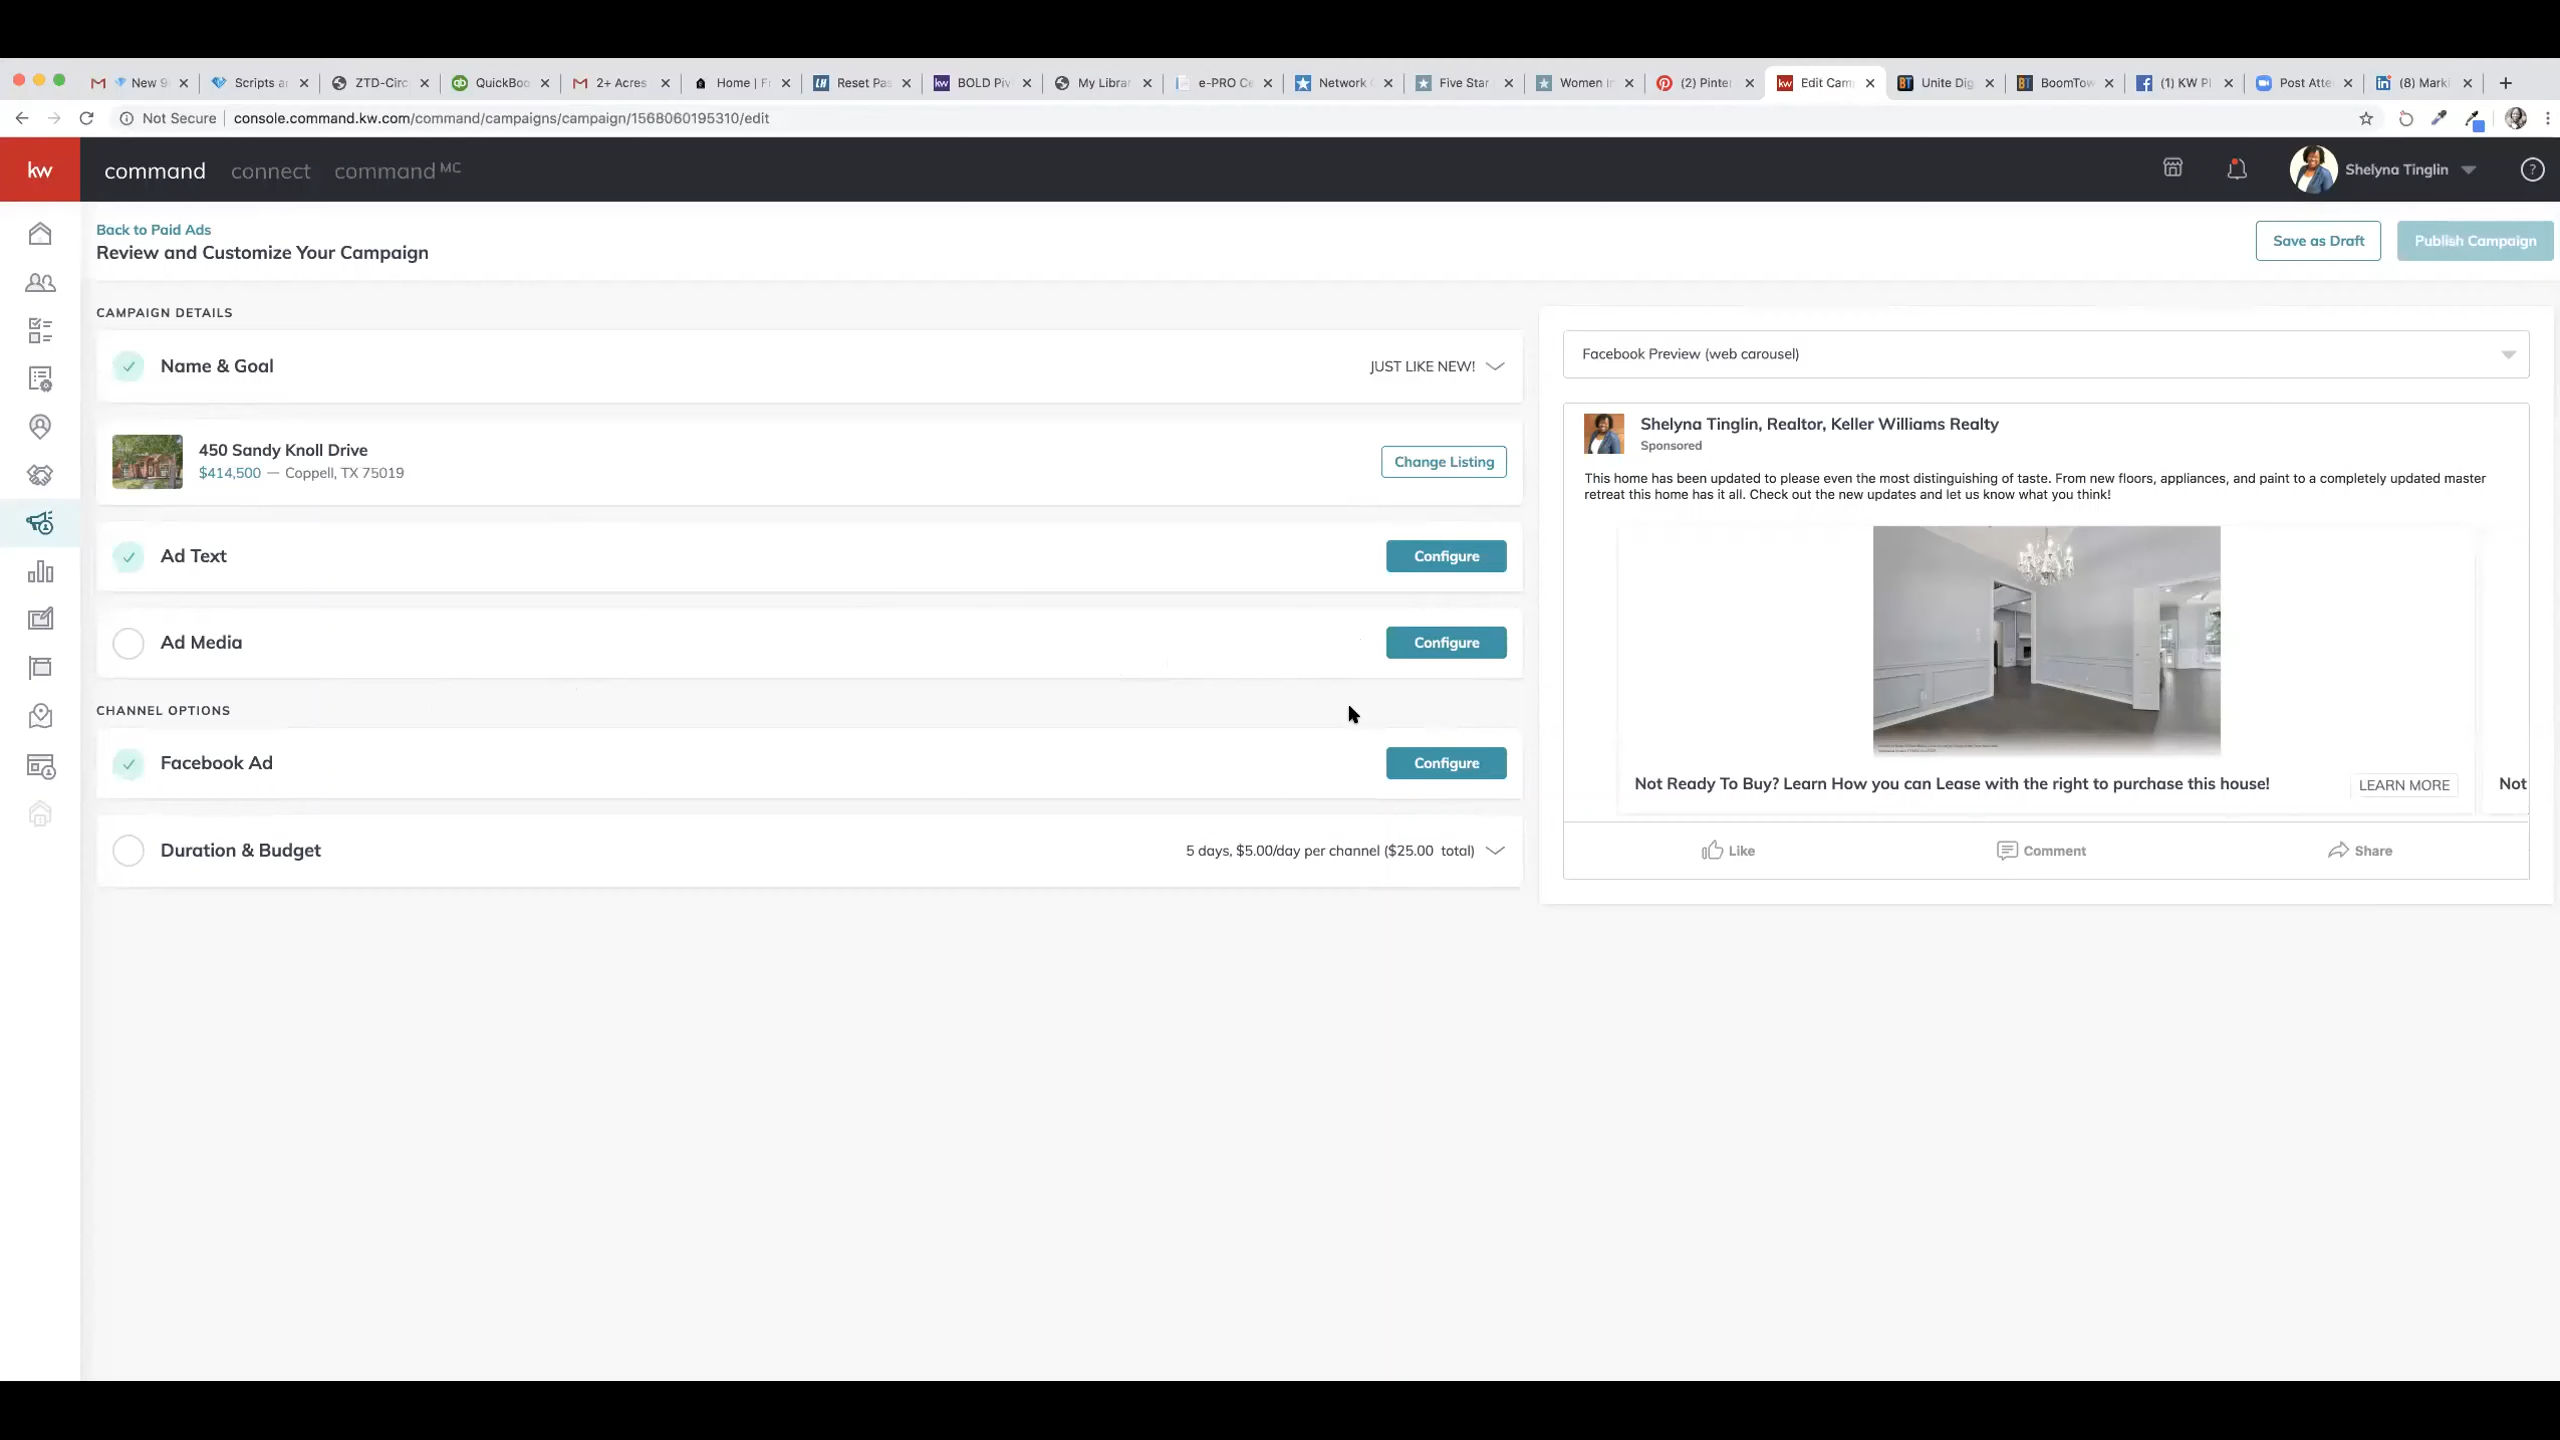 New 9
Scripts a
ZTD-Circ
QuickBoo
2+ Acres
Home | F
Reset Pas
BOLD Piv
My Librar
e-PRO Ce
Network
Five Star
Women In
(2) Pinter
Edit Cam
Unite Dig
BoomTow
(1) KW Pl
Post Atte
(8) Mark
Not Secure console.command.kw.com/command/campaigns/campaign/1568060195310/edit
kw command connect command MC Shelyna Tinglin ?
Back to Paid Ads
Review and Customize Your Campaign
Save as Draft Publish Campaign
CAMPAIGN DETAILS
Name & Goal JUST LIKE NEW!
450 Sandy Knoll Drive
$414,500 — Coppell, TX 75019
Change Listing
Ad Text Configure
Ad Media Configure
CHANNEL OPTIONS
Facebook Ad Configure
Duration & Budget 5 days, $5.00/day per channel ($25.00 total)
Facebook Preview (web carousel)
Shelyna Tinglin, Realtor, Keller Williams Realty
Sponsored
This home has been updated to please even the most distinguishing of taste. From new floors, appliances, and paint to a completely updated master
retreat this home has it all. Check out the new updates and let us know what you think!
Not Ready To Buy? Learn How you can Lease with the right to purchase this house! LEARN MORE Not
Like Comment Share